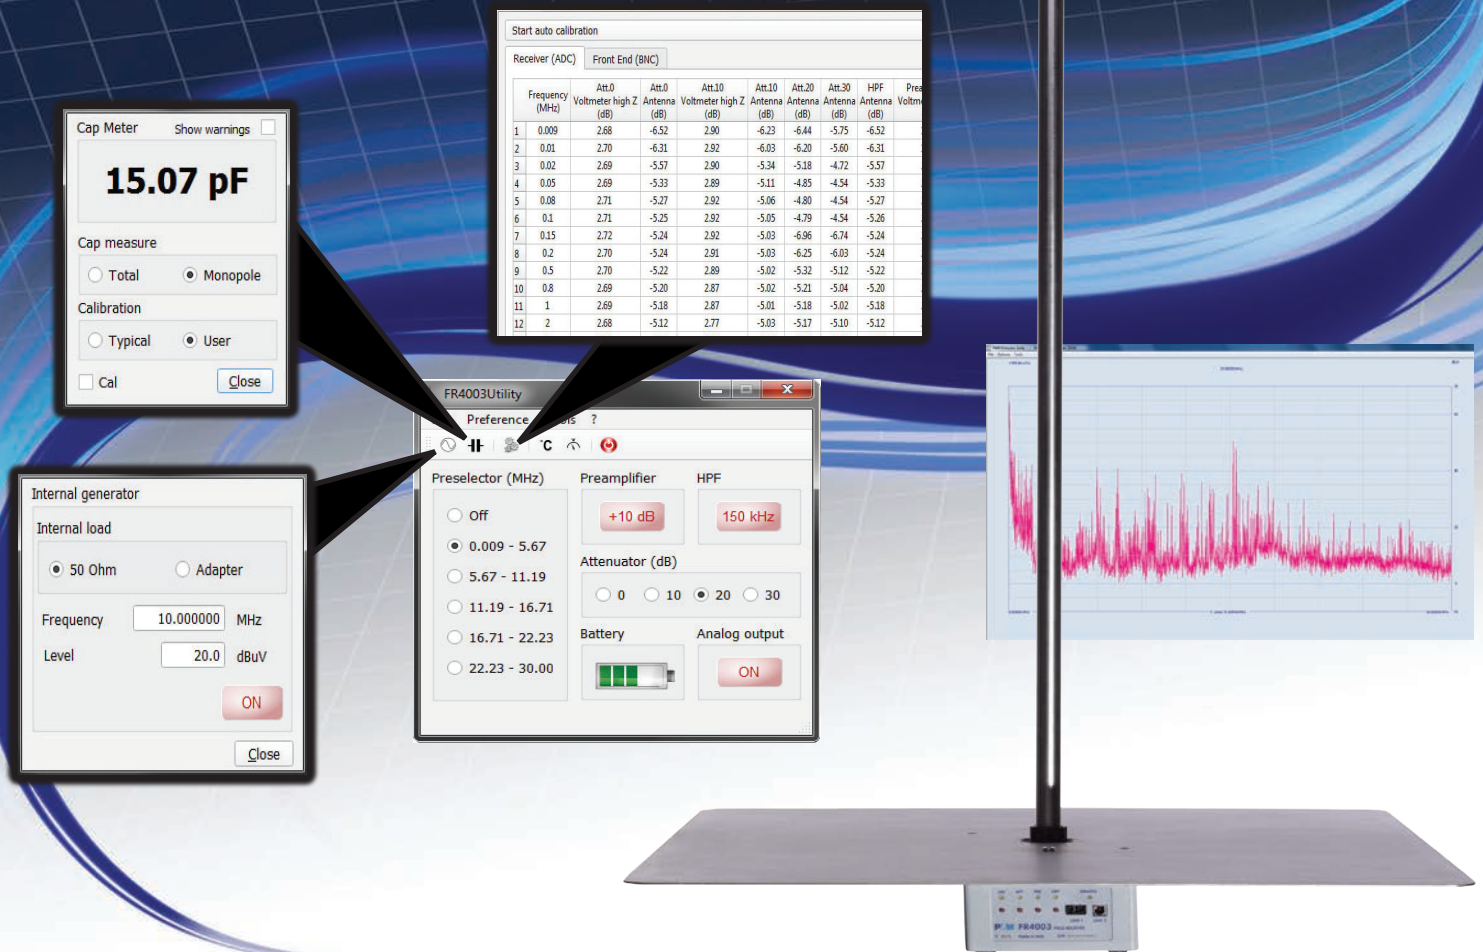 Start auto calibration
Receiver (ADC) Front End (BNC)
Frequency (MHz) Att.0 Voltmeter high Z (dB) Att.0 Antenna (dB) Att.10 Voltmeter high Z (dB) Att.10 Antenna (dB) Att.20 Antenna (dB) Att.30 Antenna (dB) HPF Antenna (dB)
1 0.009 2.68 -6.52 2.90 -6.23 -6.44 -5.75 -6.52
2 0.01 2.70 -6.31 2.92 -6.03 -6.20 -5.60 -6.31
3 0.02 2.69 -5.57 2.90 -5.34 -5.18 -4.72 -5.57
4 0.05 2.69 -5.33 2.89 -5.11 -4.85 -4.54 -5.33
5 0.08 2.71 -5.27 2.92 -5.06 -4.80 -4.54 -5.27
6 0.1 2.71 -5.25 2.92 -5.05 -4.79 -4.54 -5.26
7 0.15 2.72 -5.24 2.92 -5.03 -6.96 -6.74 -5.24
8 0.2 2.70 -5.24 2.91 -5.03 -6.25 -6.03 -5.24
9 0.5 2.70 -5.22 2.89 -5.02 -5.32 -5.12 -5.22
10 0.8 2.69 -5.20 2.87 -5.02 -5.21 -5.04 -5.20
11 1 2.69 -5.18 2.87 -5.01 -5.18 -5.02 -5.18
12 2 2.68 -5.12 2.77 -5.03 -5.17 -5.10 -5.12
Cap Meter Show warnings
15.07 pF
Cap measure
Total Monopole
Calibration
Typical User
Cal Close
FR4003Utility
Preference ?
°C
Preselector (MHz) Preamplifier HPF
Off
+10 dB 150 kHz
0.009 - 5.67
Attenuator (dB)
5.67 - 11.19
0 10 20 30
11.19 - 16.71
Battery Analog output
16.71 - 22.23
ON
22.23 - 30.00
Internal generator
Internal load
50 Ohm Adapter
Frequency 10.000000 MHz
Level 20.0 dBuV
ON
Close
FR4003